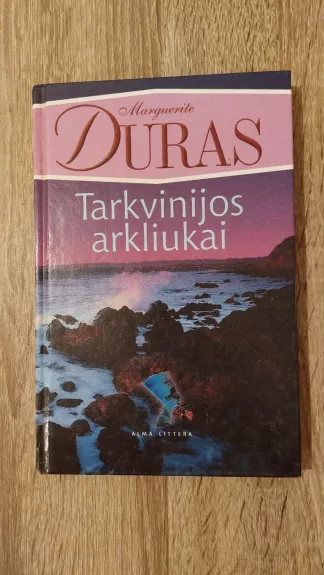 Marguerite
DURAS
Tarkvinijos
arkliukai
ALMA LITTERA